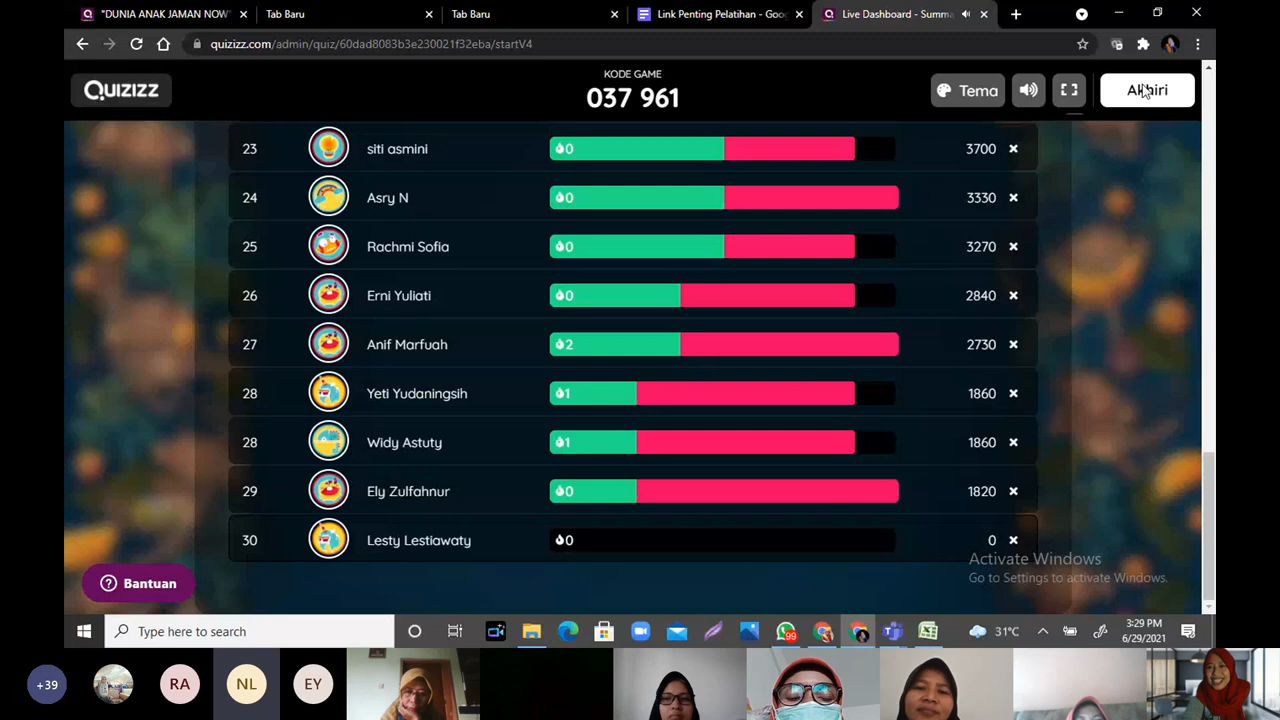 "DUNIA ANAK JAMAN NOW"
Tab Baru
Tab Baru
Link Penting Pelatihan - Goo
Live Dashboard - Summa
quizizz.com/admin/quiz/60dad8083b3e230021f32eba/startV4
QUIZIZZ
KODE GAME
037 961
Tema
Akhiri
23 siti asmini 0 3700
24 Asry N 0 3330
25 Rachmi Sofia 0 3270
26 Erni Yuliati 0 2840
27 Anif Marfuah 2 2730
28 Yeti Yudaningsih 1 1860
28 Widy Astuty 1 1860
29 Ely Zulfahnur 0 1820
30 Lesty Lestiawaty 0 0
Activate Windows
Go to Settings to activate Windows.
Bantuan
Type here to search
99
31°C
3:29 PM
6/29/2021
+39
RA
NL
EY